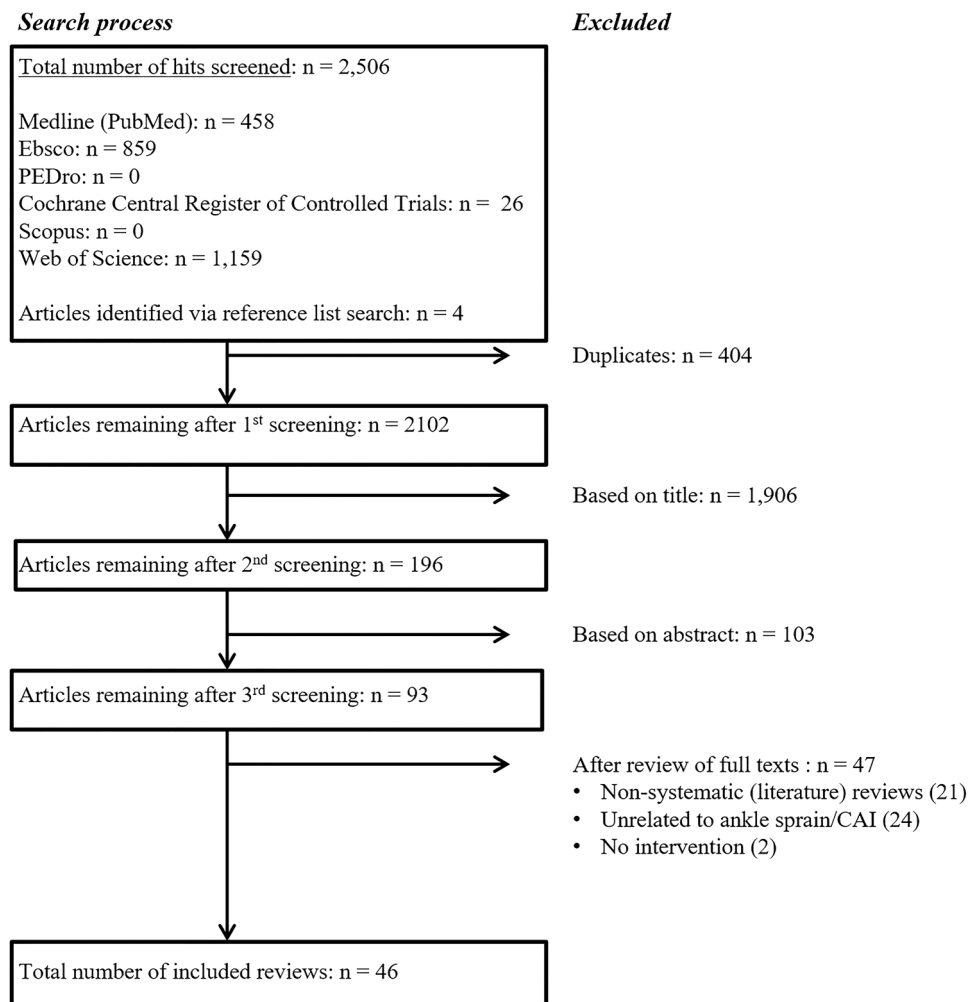 Search process
Excluded
Total number of hits screened: n = 2,506
Medline (PubMed): n = 458
Ebsco: n = 859
PEDro: n = 0
Cochrane Central Register of Controlled Trials: n =  26
Scopus: n = 0
Web of Science: n = 1,159
Articles identified via reference list search: n = 4
Duplicates: n = 404
Articles remaining after 1st screening: n = 2102
Based on title: n = 1,906
Articles remaining after 2nd screening: n = 196
Based on abstract: n = 103
Articles remaining after 3rd screening: n = 93
After review of full texts : n = 47
• Non-systematic (literature) reviews (21)
• Unrelated to ankle sprain/CAI (24)
• No intervention (2)
Total number of included reviews: n = 46